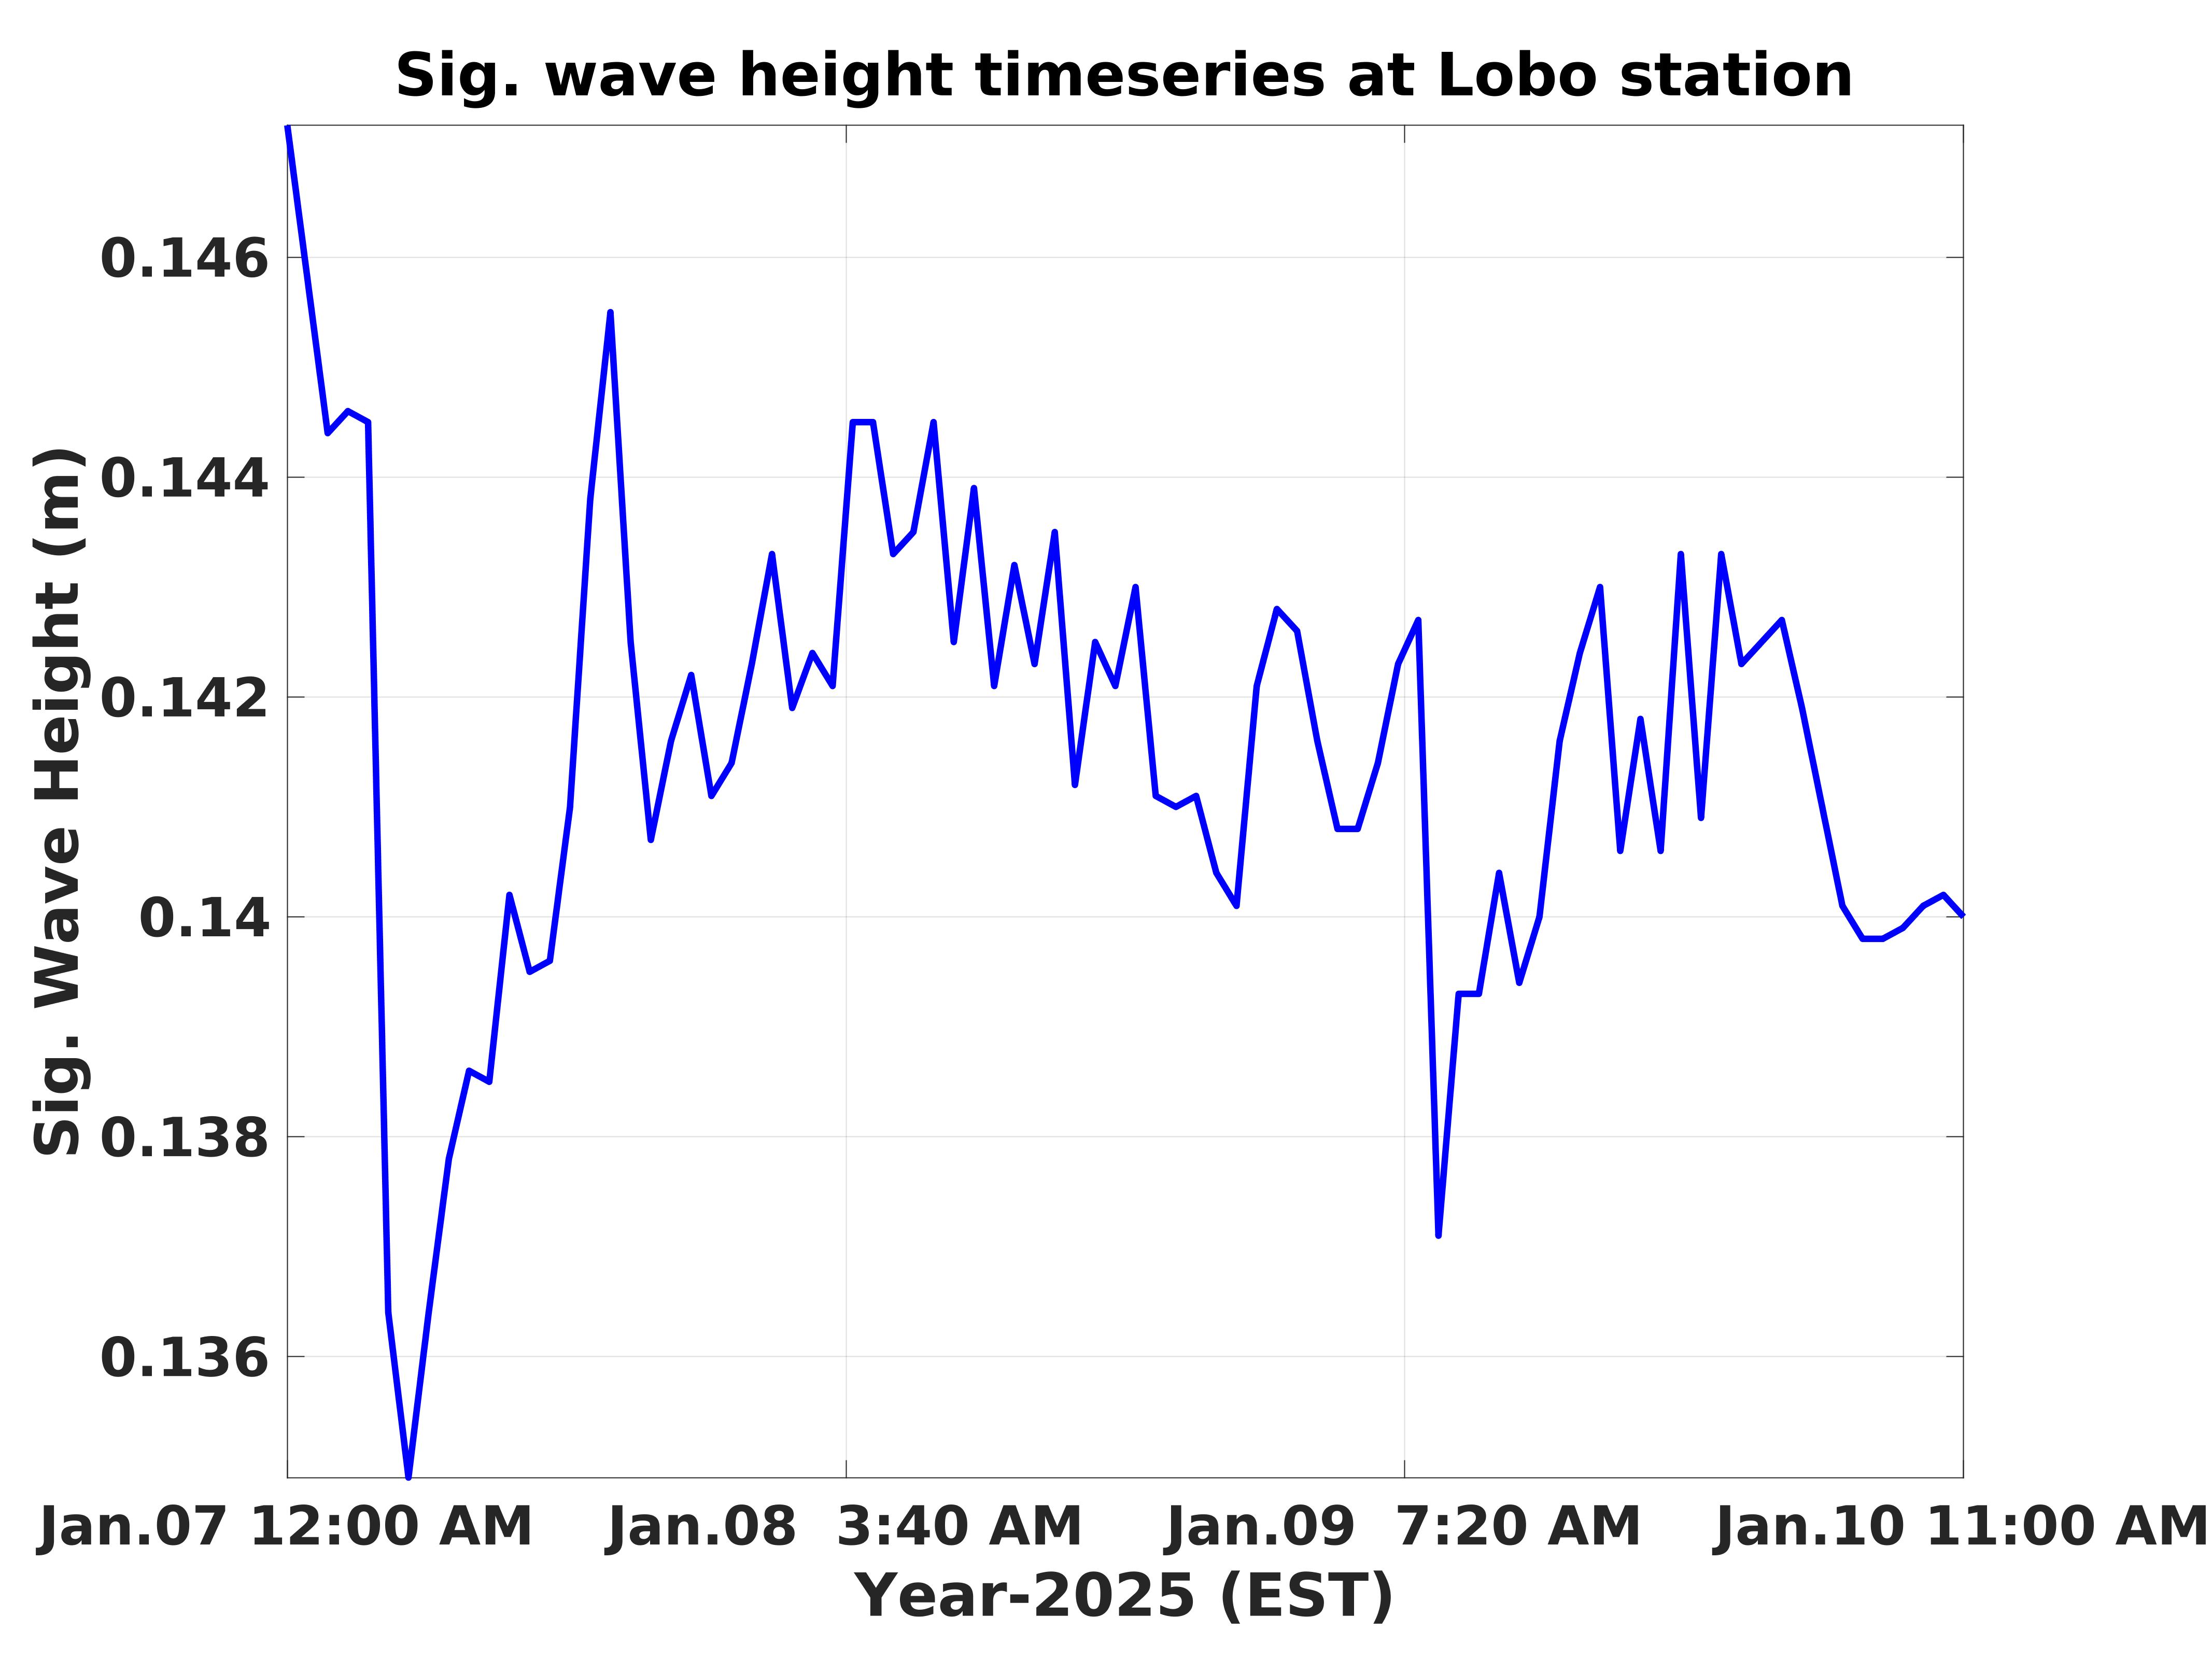 Sig. wave height timeseries at Lobo station
Sig. Wave Height (m)
0.146
0.144
0.142
0.14
0.138
0.136
Jan.07 12:00 AM Jan.08 3:40 AM Jan.09 7:20 AM Jan.10 11:00 AM
Year-2025 (EST)